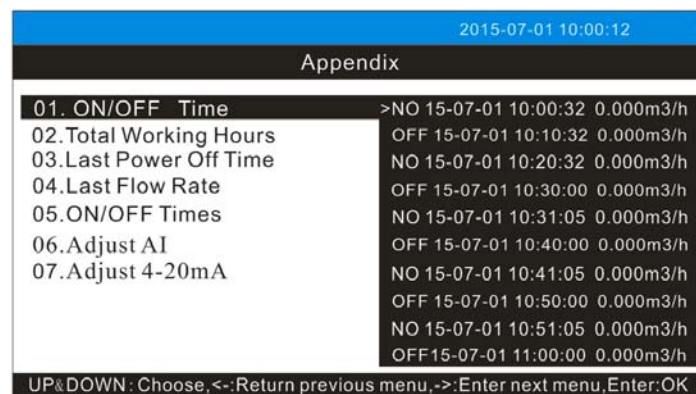 2015-07-01 10:00:12
Appendix
01. ON/OFF Time
02.Total Working Hours
03.Last Power Off Time
04.Last Flow Rate
05.ON/OFF Times
06.Adjust AI
07.Adjust 4-20mA
>NO 15-07-01 10:00:32 0.000m3/h
OFF 15-07-01 10:10:32 0.000m3/h
NO 15-07-01 10:20:32 0.000m3/h
OFF 15-07-01 10:30:00 0.000m3/h
NO 15-07-01 10:31:05 0.000m3/h
OFF 15-07-01 10:40:00 0.000m3/h
NO 15-07-01 10:41:05 0.000m3/h
OFF 15-07-01 10:50:00 0.000m3/h
NO 15-07-01 10:51:05 0.000m3/h
OFF15-07-01 11:00:00 0.000m3/h
UP&DOWN:Choose,<-:Return previous menu,->:Enter next menu,Enter:OK